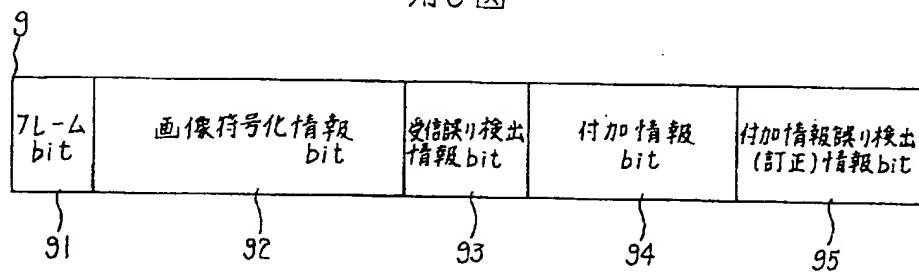 9
フレーム
bit
画像符号化情報
bit
受信誤り検出
情報bit
付加情報
bit
付加情報誤り検出
(訂正)情報bit
91
92
93
94
95